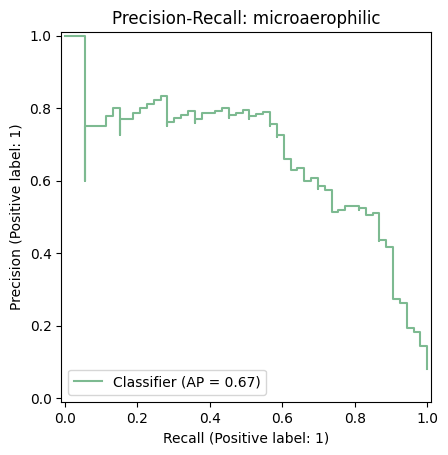 Precision-Recall: microaerophilic
1.0
0.8
0.6
0.4
0.2
0.0
Precision (Positive label: 1)
Classifier (AP = 0.67)
0.0 0.2 0.4 0.6 0.8 1.0
Recall (Positive label: 1)